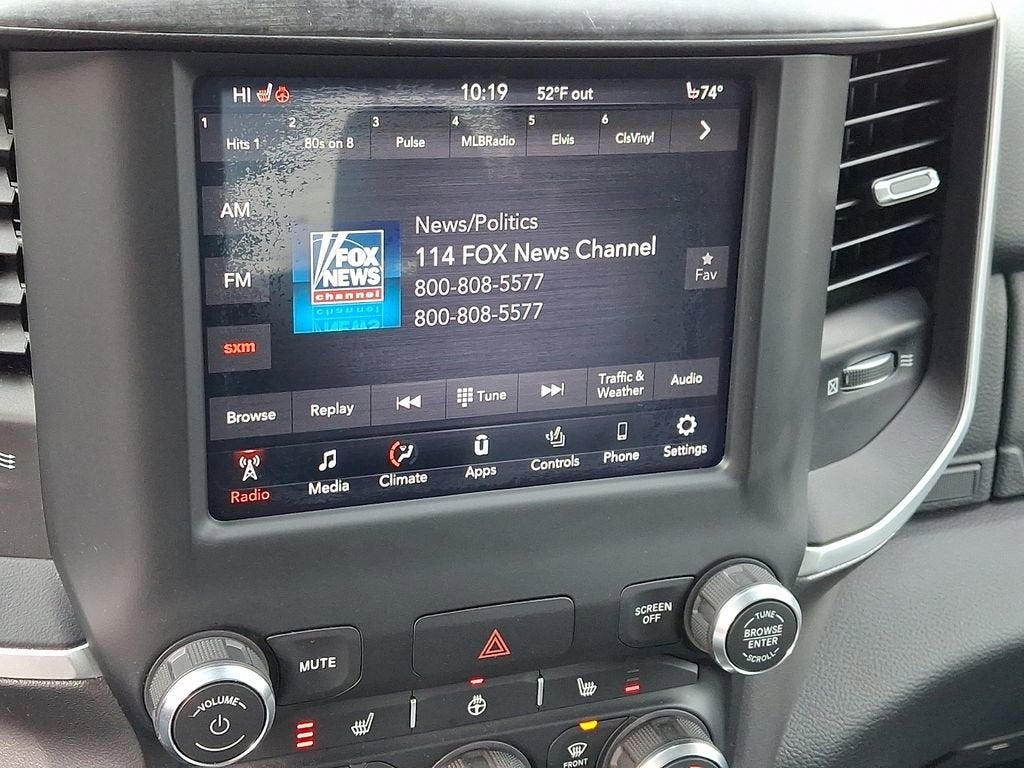 HI 10:19 52°F out 74°
1 Hits 1 2 80s on 8 3 Pulse 4 MLBRadio 5 Elvis 6 ClsVinyl
AM
FM
sxm
FOX
NEWS
channel
News/Politics
114 FOX News Channel
800-808-5577
800-808-5577
Fav
Browse Replay Tune Traffic & Weather Audio
Radio Media Climate Apps Controls Phone Settings
VOLUME
MUTE
SCREEN
OFF
TUNE
BROWSE
ENTER
SCROLL
FRONT